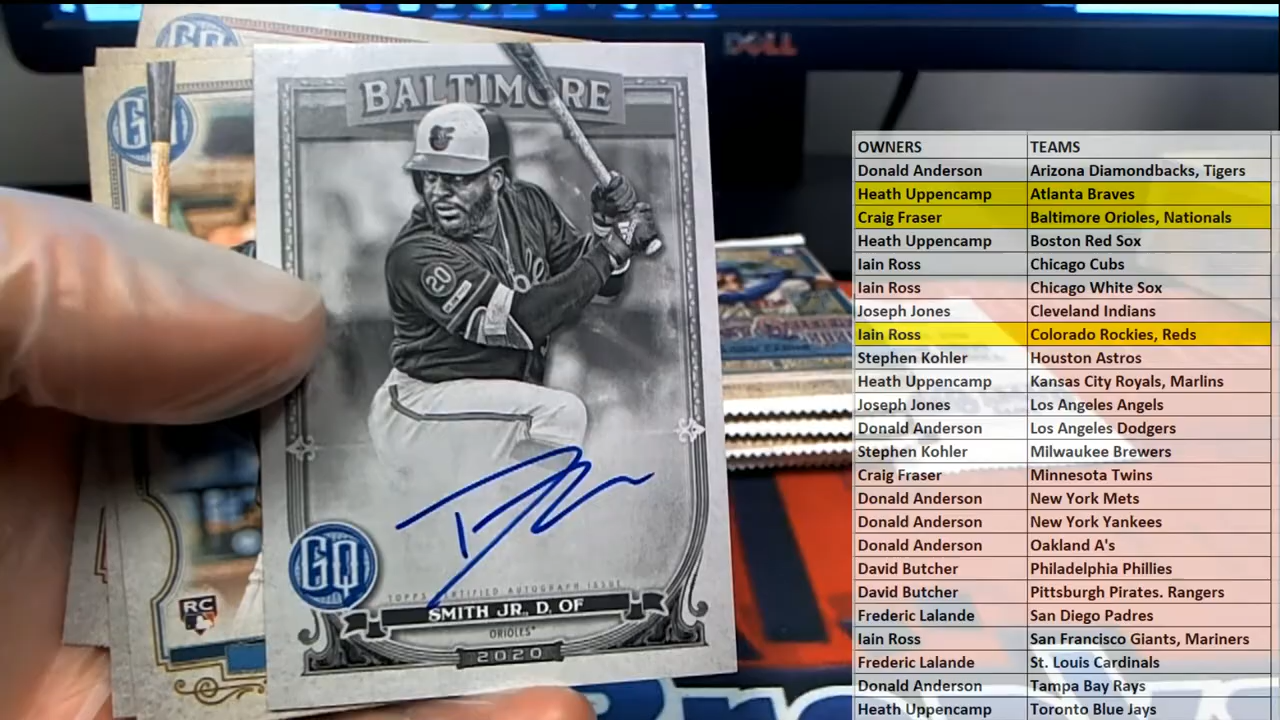 DELL
GQ
GQ
BALTIMORE
20
TOPPS CERTIFIED AUTOGRAPH ISSUE
SMITH JR., D. OF
ORIOLES
2020
GQ
RC
OWNERS TEAMS
Donald Anderson Arizona Diamondbacks, Tigers
Heath Uppencamp Atlanta Braves
Craig Fraser Baltimore Orioles, Nationals
Heath Uppencamp Boston Red Sox
Iain Ross Chicago Cubs
Iain Ross Chicago White Sox
Joseph Jones Cleveland Indians
Iain Ross Colorado Rockies, Reds
Stephen Kohler Houston Astros
Heath Uppencamp Kansas City Royals, Marlins
Joseph Jones Los Angeles Angels
Donald Anderson Los Angeles Dodgers
Stephen Kohler Milwaukee Brewers
Craig Fraser Minnesota Twins
Donald Anderson New York Mets
Donald Anderson New York Yankees
Donald Anderson Oakland A's
David Butcher Philadelphia Phillies
David Butcher Pittsburgh Pirates. Rangers
Frederic Lalande San Diego Padres
Iain Ross San Francisco Giants, Mariners
Frederic Lalande St. Louis Cardinals
Donald Anderson Tampa Bay Rays
Heath Uppencamp Toronto Blue Jays